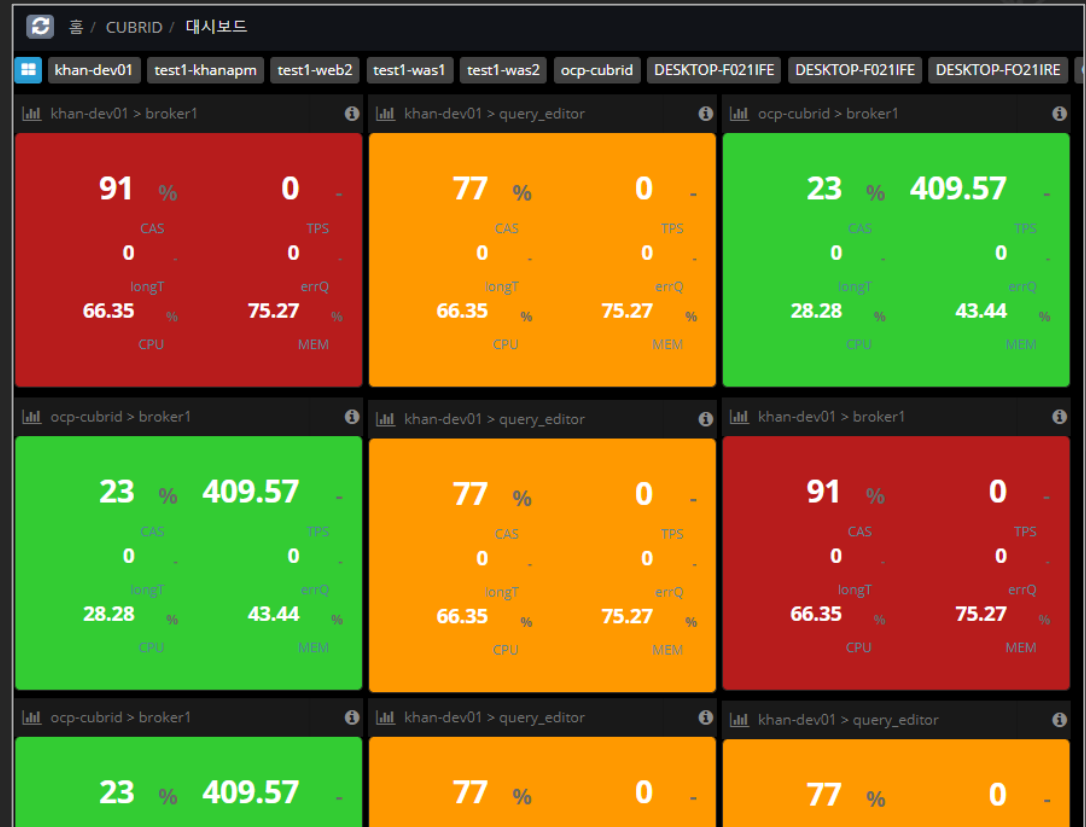 홈 / CUBRID / 대시보드
khan-dev01 test1-khanapm test1-web2 test1-was1 test1-was2 ocp-cubrid DESKTOP-F021IFE DESKTOP-F021IFE DESKTOP-FO21IRE
khan-dev01 > broker1 khan-dev01 > query_editor ocp-cubrid > broker1
91 % 0 - 77 % 0 - 23 % 409.57 -
CAS TPS CAS TPS CAS TPS
0 - 0 - 0 - 0 - 0 - 0 -
longT errQ longT errQ longT errQ
66.35 % 75.27 % 66.35 % 75.27 % 28.28 % 43.44 %
CPU MEM CPU MEM CPU MEM
ocp-cubrid > broker1 khan-dev01 > query_editor khan-dev01 > broker1
23 % 409.57 - 77 % 0 - 91 % 0 -
CAS TPS CAS TPS CAS TPS
0 - 0 - 0 - 0 - 0 - 0 -
longT errQ longT errQ longT errQ
28.28 % 43.44 % 66.35 % 75.27 % 66.35 % 75.27 %
CPU MEM CPU MEM CPU MEM
ocp-cubrid > broker1 khan-dev01 > query_editor khan-dev01 > query_editor
23 % 409.57 - 77 % 0 - 77 % 0 -